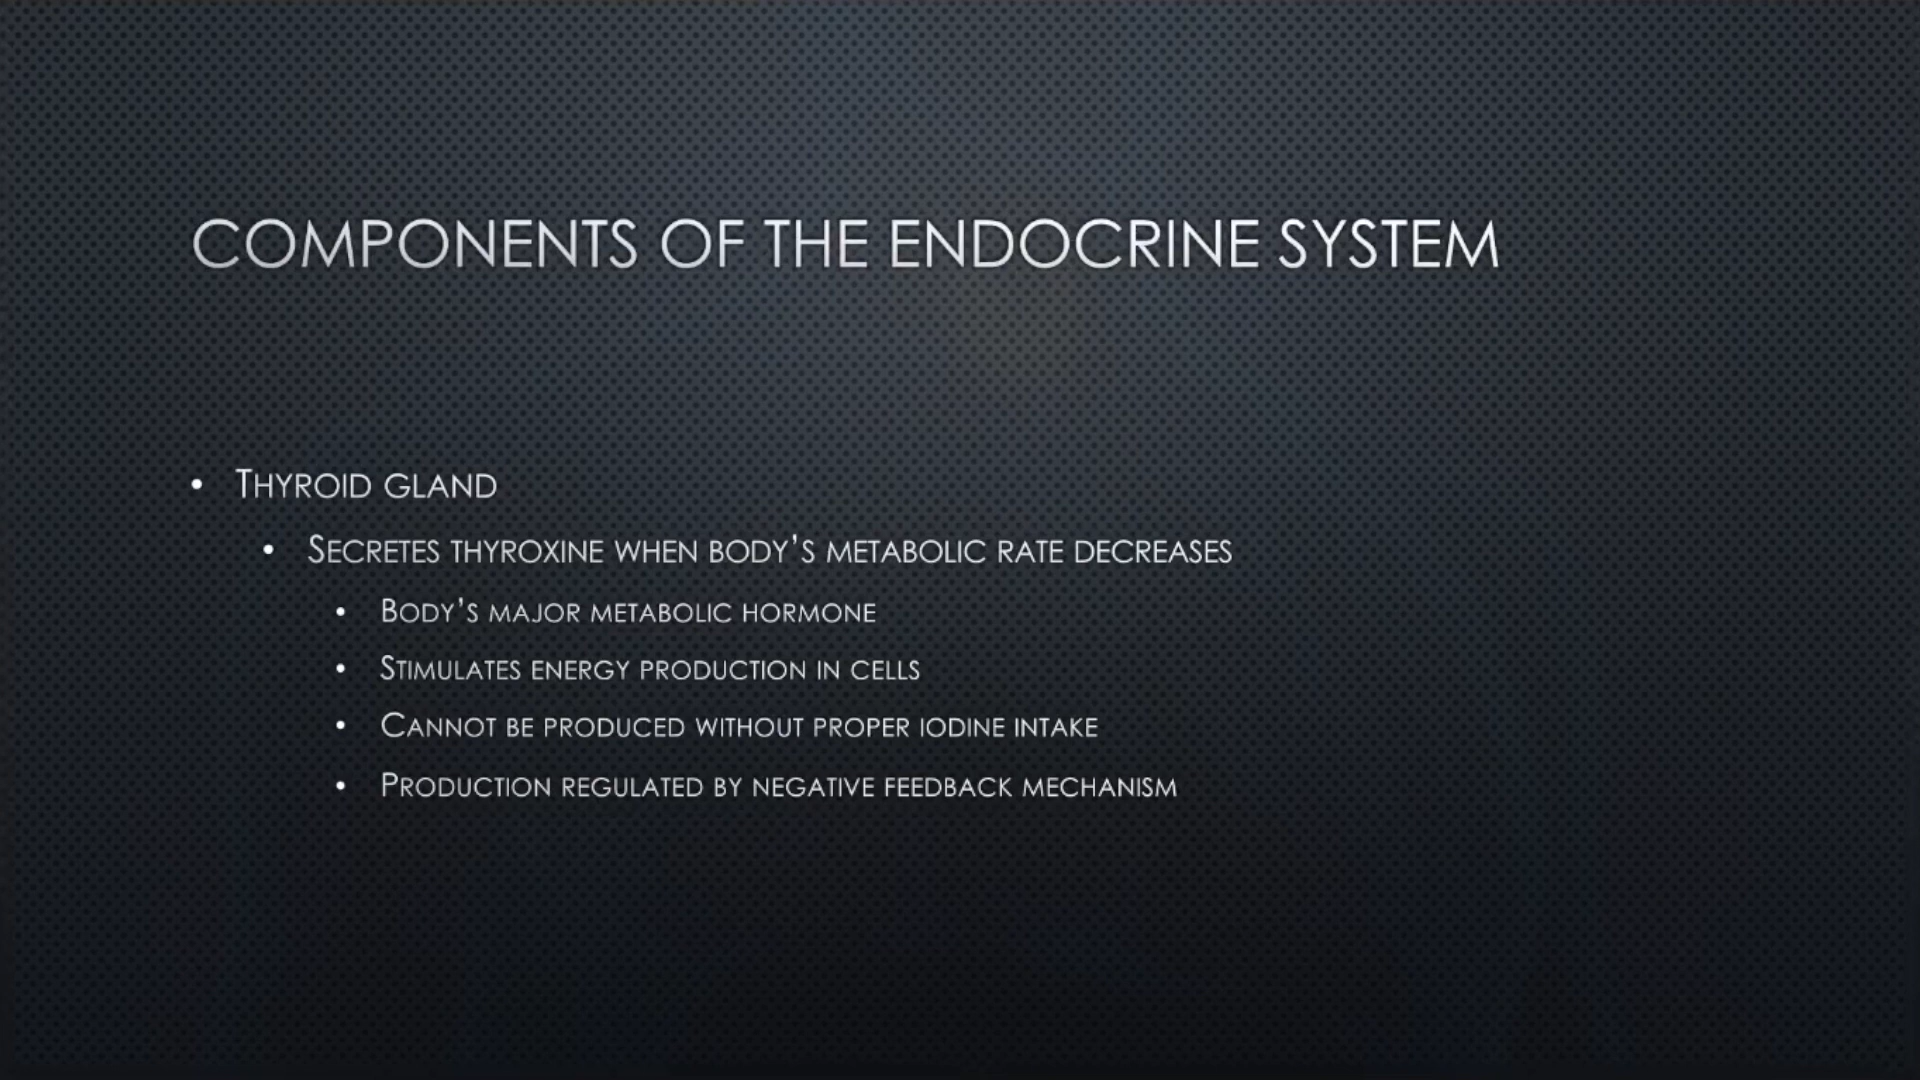 COMPONENTS OF THE ENDOCRINE SYSTEM
• THYROID GLAND
• SECRETES THYROXINE WHEN BODY'S METABOLIC RATE DECREASES
• BODY'S MAJOR METABOLIC HORMONE
• STIMULATES ENERGY PRODUCTION IN CELLS
• CANNOT BE PRODUCED WITHOUT PROPER IODINE INTAKE
• PRODUCTION REGULATED BY NEGATIVE FEEDBACK MECHANISM